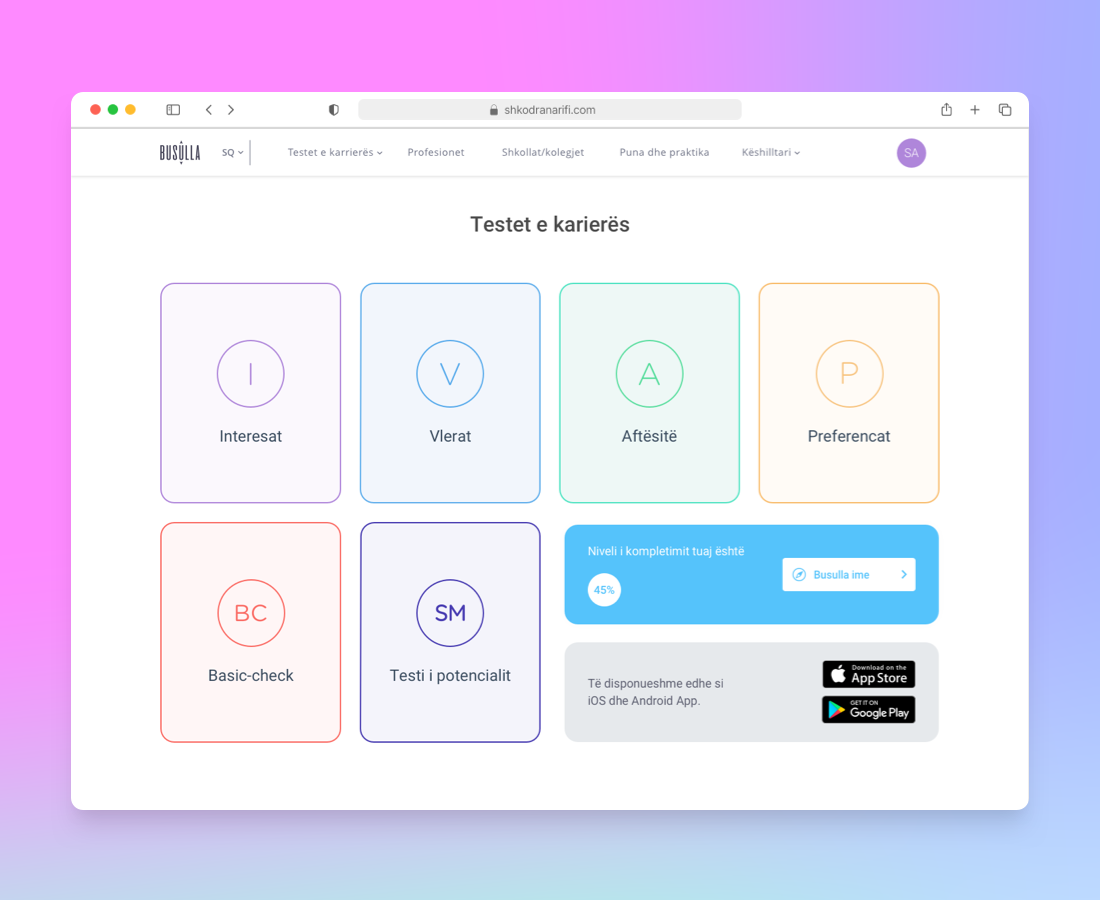 shkodranarifi.com
BUSULLA
SQ
Testet e karrierës
Profesionet
Shkollat/kolegjet
Puna dhe praktika
Këshilltari
SA
Testet e karierës
I
V
A
P
Interesat
Vlerat
Aftësitë
Preferencat
BC
SM
Basic-check
Testi i potencialit
Niveli i kompletimit tuaj është
45%
Busulla ime
Të disponueshme edhe si
iOS dhe Android App.
Download on the
App Store
GET IT ON
Google Play